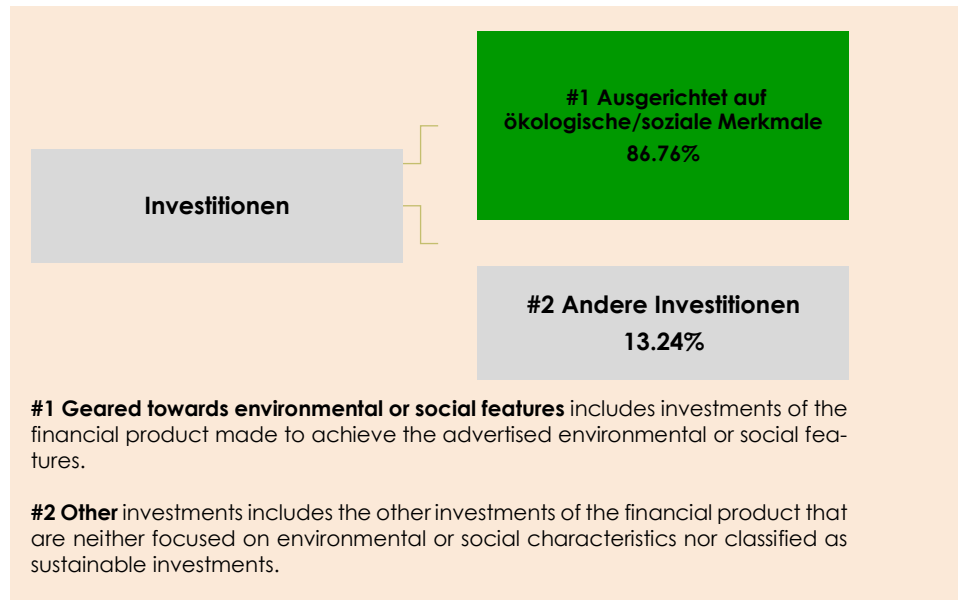 #1 Ausgerichtet auf
ökologische/soziale Merkmale
86.76%
Investitionen
#2 Andere Investitionen
13.24%
#1 Geared towards environmental or social features includes investments of the
financial product made to achieve the advertised environmental or social fea-
tures.
#2 Other investments includes the other investments of the financial product that
are neither focused on environmental or social characteristics nor classified as
sustainable investments.